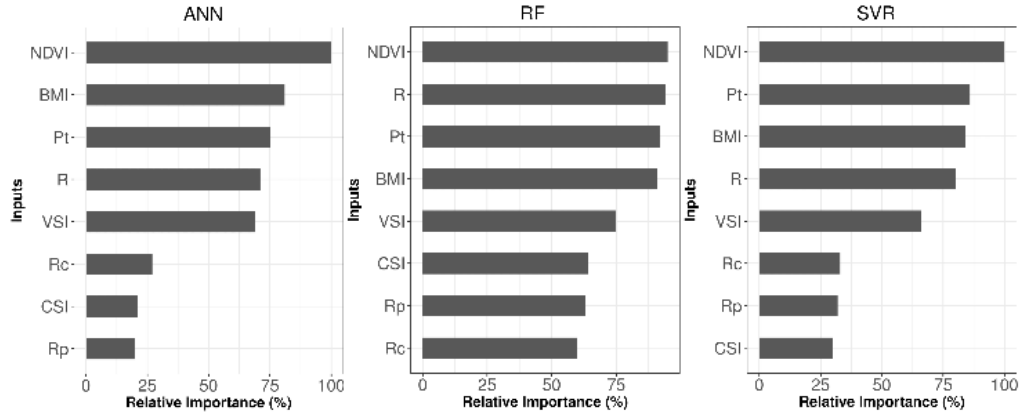 ANN
RF
SVR
Inputs
NDVI
BMI
Pt
R
VSI
Rc
CSI
Rp
0 25 50 75 100
Relative Importance (%)
Inputs
NDVI
R
Pt
BMI
VSI
CSI
Rp
Rc
0 25 50 75
Relative Importance (%)
Inputs
NDVI
Pt
BMI
R
VSI
Rc
Rp
CSI
0 25 50 75 100
Relative Importance (%)